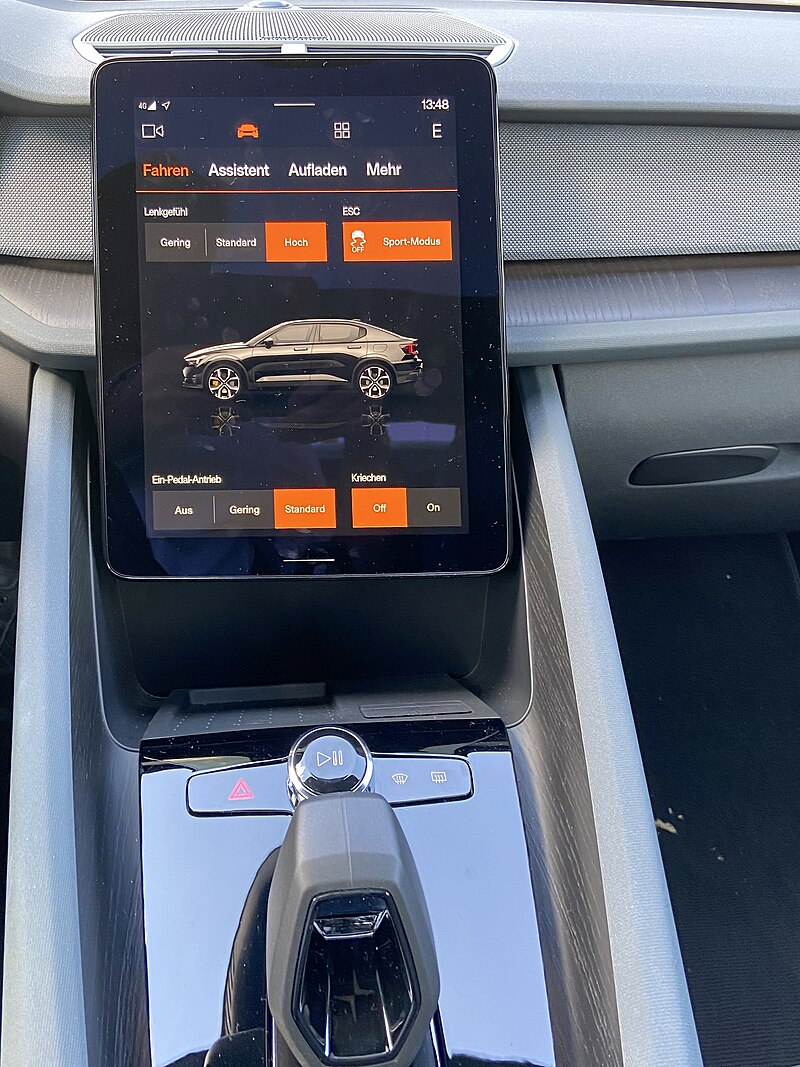 4G 13:48
E
Fahren Assistent Aufladen Mehr
Lenkgefühl ESC
Gering Standard Hoch OFF Sport-Modus
Ein-Pedal-Antrieb Kriechen
Aus Gering Standard Off On